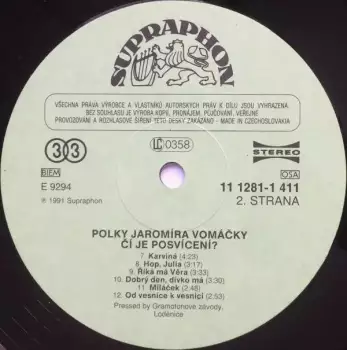 SUPRAPHON
VŠECHNA PRÁVA VÝROBCE A VLASTNÍKŮ AUTORSKÝCH PRÁV K DÍLU JSOU VYHRAZENA.
BEZ SOUHLASU JE VÝROBA KOPIÍ, PRONÁJEM, PŮJČOVÁNÍ, VEŘEJNÉ
PROVOZOVÁNÍ A ROZHLASOVÉ ŠÍŘENÍ TÉTO DESKY ZAKÁZÁNO - MADE IN CZECHOSLOVAKIA
33
LC 0358
STEREO
BIEM
OSA
E 9294
11 1281-1 411
℗ 1991 Supraphon
2. STRANA
POLKY JAROMÍRA VOMÁČKY
ČÍ JE POSVÍCENÍ?
7. Karviná (4:23)
8. Hop, Julia (3:17)
9. Říká má Věra (3:33)
10. Dobrý den, dívko má (3:30)
11. Miláček (2:48)
12. Od vesnice k vesnici (2:53)
Pressed by Gramofonové závody,
Loděnice